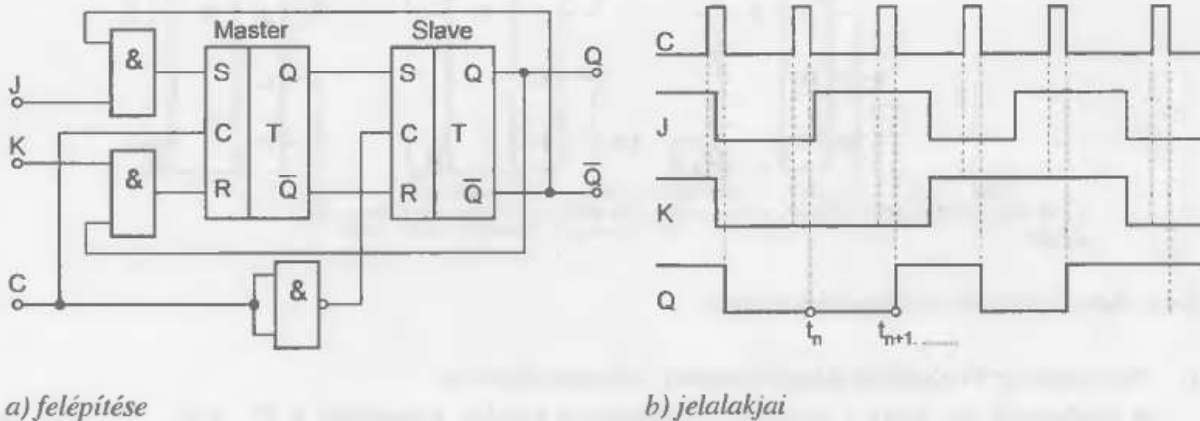 Master
Slave
&
S
Q
S
Q
Q
J
C
T
C
T
K
&
R
Q̅
R
Q̅
Q̅
C
&
C
J
K
Q
tₙ
tₙ₊₁
a) felépítése
b) jelalakjai